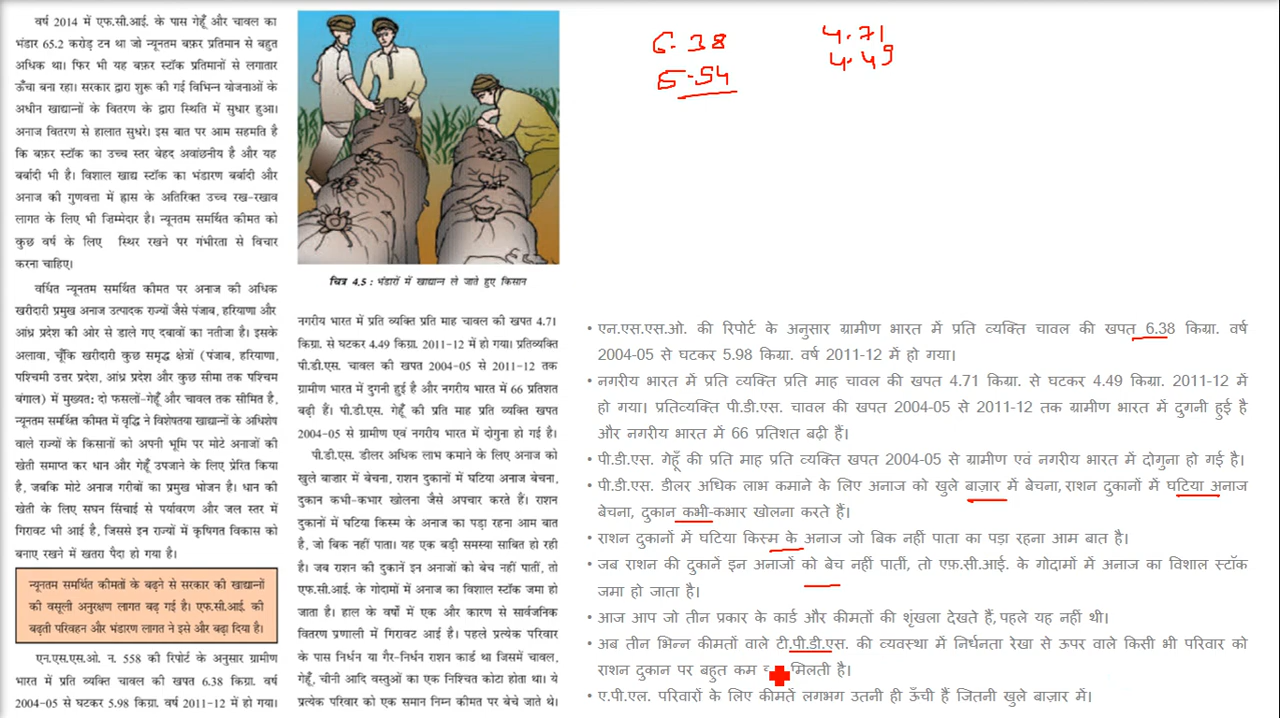 वर्ष 2014 में एफ.सी.आई. के पास गेहूँ और चावल का
भंडार 65.2 करोड़ टन था जो न्यूनतम बफ़र प्रतिमान से बहुत
अधिक था। फिर भी यह बफ़र स्टॉक प्रतिमानों से लगातार
ऊँचा बना रहा। सरकार द्वारा शुरू की गई विभिन्न योजनाओं के
अधीन खाद्यान्नों के वितरण के द्वारा स्थिति में सुधार हुआ।
अनाज वितरण से हालात सुधरे। इस बात पर आम सहमति है
कि बफ़र स्टॉक का उच्च स्तर बेहद अवांछनीय है और यह
बर्बादी भी है। विशाल खाद्य स्टॉक का भंडारण बर्बादी और
अनाज की गुणवत्ता में ह्रास के अतिरिक्त उच्च रख-रखाव
लागत के लिए भी ज़िम्मेदार है। न्यूनतम समर्थित कीमत को
कुछ वर्ष के लिए स्थिर रखने पर गंभीरता से विचार
करना चाहिए।
वर्धित न्यूनतम समर्थित कीमत पर अनाज की अधिक
खरीदारी प्रमुख अनाज उत्पादक राज्यों जैसे पंजाब, हरियाणा और
आंध्र प्रदेश की ओर से डाले गए दबावों का नतीजा है। इसके
अलावा, चूँकि खरीदारी कुछ समृद्ध क्षेत्रों (पंजाब, हरियाणा,
पश्चिमी उत्तर प्रदेश, आंध्र प्रदेश और कुछ सीमा तक पश्चिम
बंगाल) में मुख्यत: दो फसलों-गेहूँ और चावल तक सीमित है,
न्यूनतम समर्थित कीमत में वृद्धि ने विशेषतया खाद्यान्नों के अधिशेष
वाले राज्यों के किसानों को अपनी भूमि पर मोटे अनाजों की
खेती समाप्त कर धान और गेहूँ उपजाने के लिए प्रेरित किया
है, जबकि मोटे अनाज गरीबों का प्रमुख भोजन है। धान की
खेती के लिए सघन सिंचाई से पर्यावरण और जल स्तर में
गिरावट भी आई है, जिससे इन राज्यों में कृषिगत विकास को
बनाए रखने में खतरा पैदा हो गया है।
न्यूनतम समर्थित कीमतों के बढ़ने से सरकार की खाद्यानों
की वसूली अनुरक्षण लागत बढ़ गई है। एफ.सी.आई. की
बढ़ती परिवहन और भंडारण लागत ने इसे और बढ़ा दिया है।
एन.एस.एस.ओ. न. 558 की रिपोर्ट के अनुसार ग्रामीण
भारत में प्रति व्यक्ति चावल की खपत 6.38 किग्रा. वर्ष
2004-05 से घटकर 5.98 किग्रा. वर्ष 2011-12 में हो गया।
चित्र 4.5 : भंडारों में खाद्यान्न ले जाते हुए किसान
नगरीय भारत में प्रति व्यक्ति प्रति माह चावल की खपत 4.71
किग्रा. से घटकर 4.49 किग्रा. 2011-12 में हो गया। प्रतिव्यक्ति
पी.डी.एस. चावल की खपत 2004-05 से 2011-12 तक
ग्रामीण भारत में दुगनी हुई है और नगरीय भारत में 66 प्रतिशत
बढ़ी हैं। पी.डी.एस. गेहूँ की प्रति माह प्रति व्यक्ति खपत
2004-05 से ग्रामीण एवं नगरीय भारत में दोगुना हो गई है।
पी.डी.एस. डीलर अधिक लाभ कमाने के लिए अनाज को
खुले बाजार में बेचना, राशन दुकानों में घटिया अनाज बेचना,
दुकान कभी-कभार खोलना जैसे अपचार करते हैं। राशन
दुकानों में घटिया किस्म के अनाज का पड़ा रहना आम बात
है, जो बिक नहीं पाता। यह एक बड़ी समस्या साबित हो रही
है। जब राशन की दुकानें इन अनाजों को बेच नहीं पातीं, तो
एफ.सी.आई. के गोदामों में अनाज का विशाल स्टॉक जमा हो
जाता है। हाल के वर्षों में एक और कारण से सार्वजनिक
वितरण प्रणाली में गिरावट आई है। पहले प्रत्येक परिवार
के पास निर्धन या गैर-निर्धन राशन कार्ड था जिसमें चावल,
गेहूँ, चीनी आदि वस्तुओं का एक निश्चित कोटा होता था। ये
प्रत्येक परिवार को एक समान निम्न कीमत पर बेचे जाते थे।
6.38 4.71
5.54 4.49
• एन.एस.एस.ओ. की रिपोर्ट के अनुसार ग्रामीण भारत में प्रति व्यक्ति चावल की खपत 6.38 किग्रा. वर्ष
2004-05 से घटकर 5.98 किग्रा. वर्ष 2011-12 में हो गया।
• नगरीय भारत में प्रति व्यक्ति प्रति माह चावल की खपत 4.71 किग्रा. से घटकर 4.49 किग्रा. 2011-12 में
हो गया। प्रतिव्यक्ति पी.डी.एस. चावल की खपत 2004-05 से 2011-12 तक ग्रामीण भारत में दुगनी हुई है
और नगरीय भारत में 66 प्रतिशत बढ़ी हैं।
• पी.डी.एस. गेहूँ की प्रति माह प्रति व्यक्ति खपत 2004-05 से ग्रामीण एवं नगरीय भारत में दोगुना हो गई है।
• पी.डी.एस. डीलर अधिक लाभ कमाने के लिए अनाज को खुले बाज़ार में बेचना, राशन दुकानों में घटिया अनाज
बेचना, दुकान कभी-कभार खोलना करते हैं।
• राशन दुकानों में घटिया किस्म के अनाज जो बिक नहीं पाता का पड़ा रहना आम बात है।
• जब राशन की दुकानें इन अनाजों को बेच नहीं पातीं, तो एफ़.सी.आई. के गोदामों में अनाज का विशाल स्टॉक
जमा हो जाता है।
• आज आप जो तीन प्रकार के कार्ड और कीमतों की शृंखला देखते हैं, पहले यह नहीं थी।
• अब तीन भिन्न कीमतों वाले टी.पी.डी.एस. की व्यवस्था में निर्धनता रेखा से ऊपर वाले किसी भी परिवार को
राशन दुकान पर बहुत कम मिलती है।
• ए.पी.एल. परिवारों के लिए कीमतें लगभग उतनी ही ऊँची हैं जितनी खुले बाज़ार में।